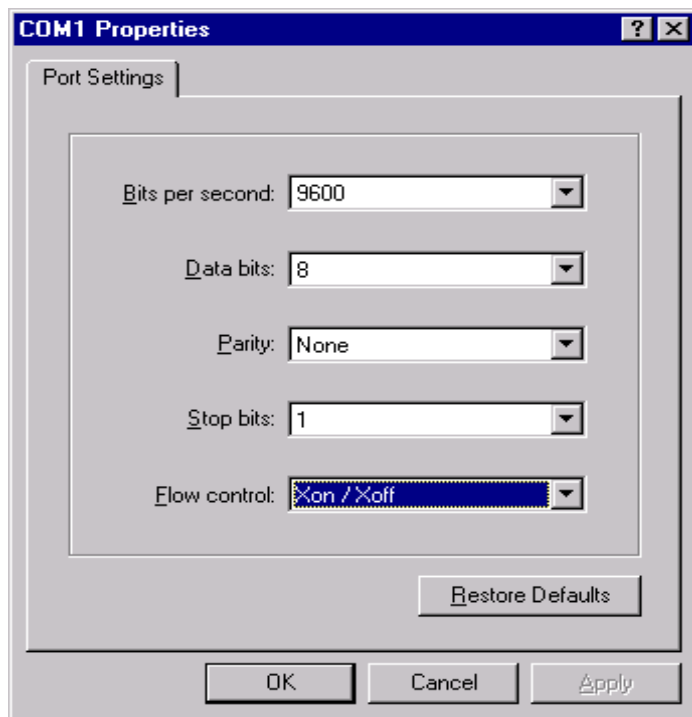 COM1 Properties
Port Settings
Bits per second: 9600
Data bits: 8
Parity: None
Stop bits: 1
Flow control: Xon / Xoff
Restore Defaults
OK Cancel Apply